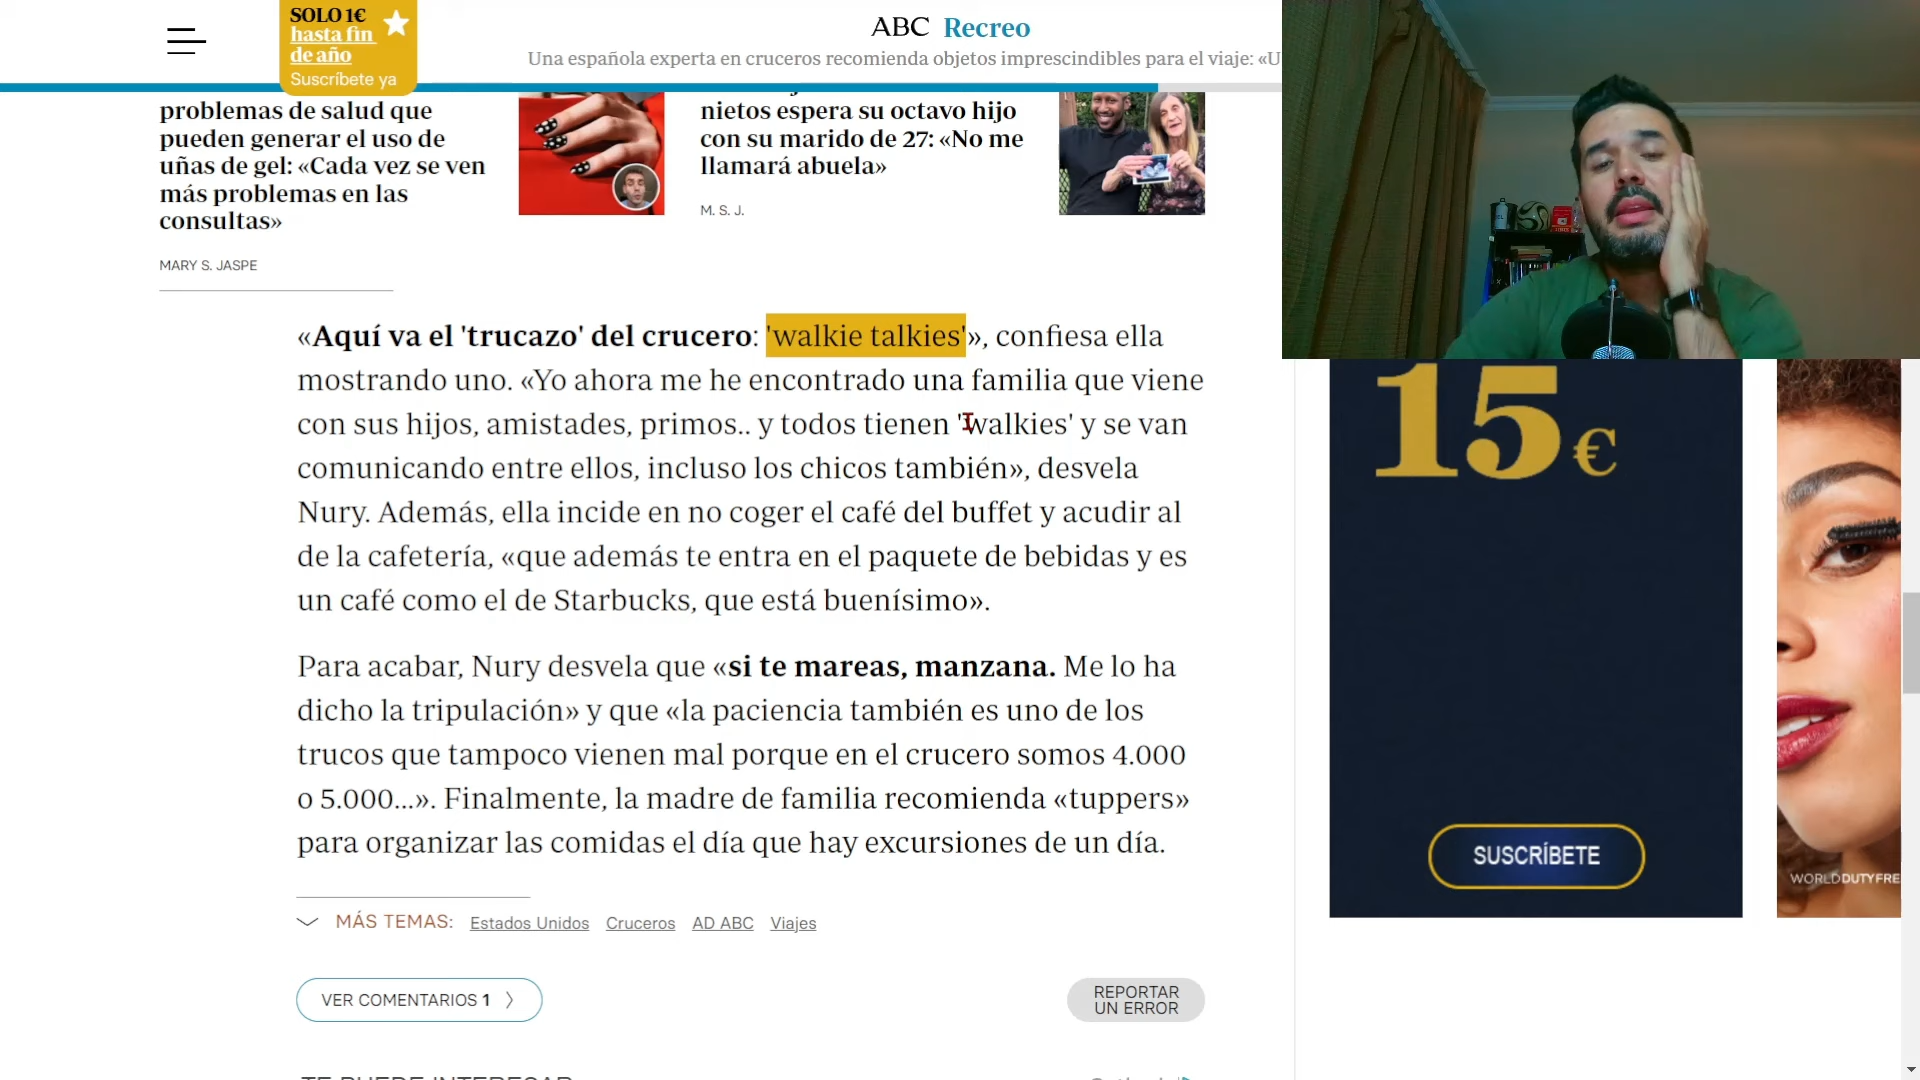 SOLO 1€
hasta fin
de año
Suscríbete ya
ABC Recreo
Una española experta en cruceros recomienda objetos imprescindibles para el viaje: «U
problemas de salud que
pueden generar el uso de
uñas de gel: «Cada vez se ven
más problemas en las
consultas»
MARY S. JASPE
nietos espera su octavo hijo
con su marido de 27: «No me
llamará abuela»
M. S. J.
«Aquí va el 'trucazo' del crucero: 'walkie talkies'», confiesa ella
mostrando uno. «Yo ahora me he encontrado una familia que viene
con sus hijos, amistades, primos.. y todos tienen 'walkies' y se van
comunicando entre ellos, incluso los chicos también», desvela
Nury. Además, ella incide en no coger el café del buffet y acudir al
de la cafetería, «que además te entra en el paquete de bebidas y es
un café como el de Starbucks, que está buenísimo».
Para acabar, Nury desvela que «si te mareas, manzana. Me lo ha
dicho la tripulación» y que «la paciencia también es uno de los
trucos que tampoco vienen mal porque en el crucero somos 4.000
o 5.000...». Finalmente, la madre de familia recomienda «tuppers»
para organizar las comidas el día que hay excursiones de un día.
MÁS TEMAS: Estados Unidos Cruceros AD ABC Viajes
VER COMENTARIOS 1
REPORTAR
UN ERROR
15€
SUSCRÍBETE
WORLDDUTYFRE
TE PUEDE INTERESAR